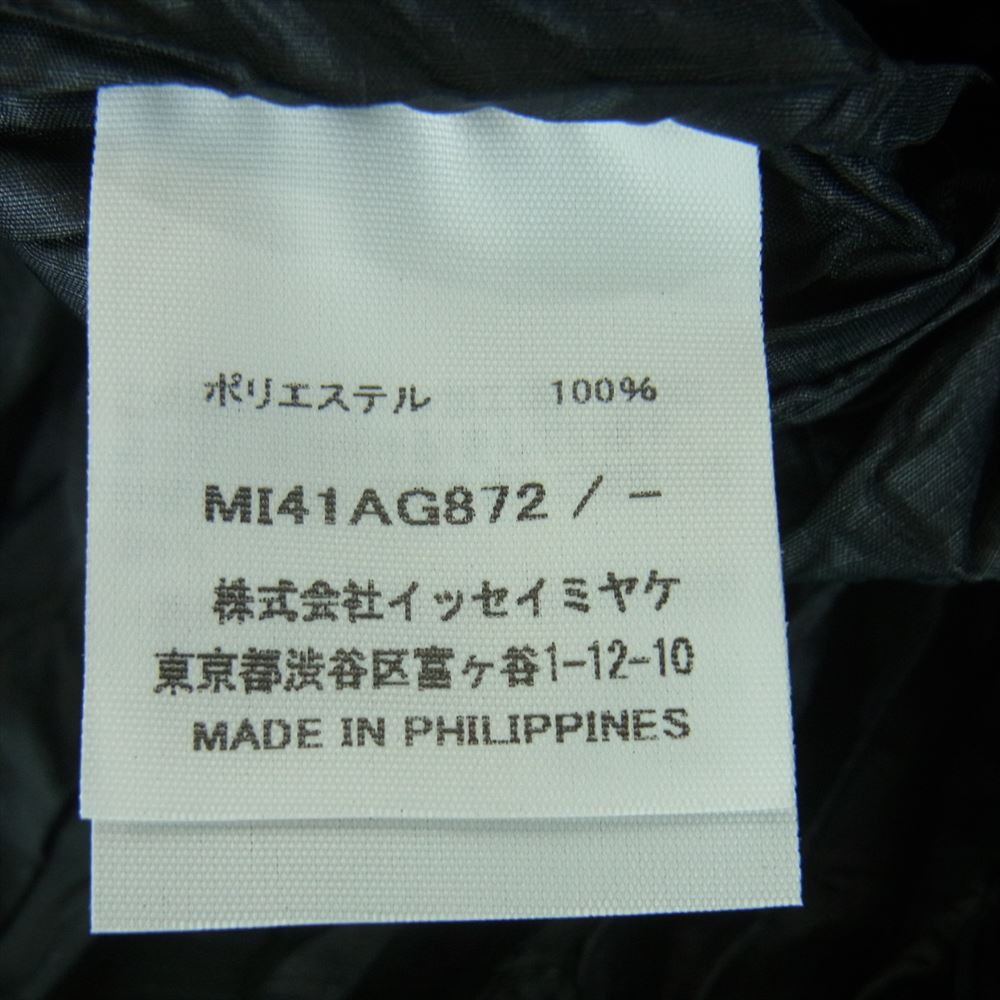 ポリエステル 100%
MI41AG872 / -
株式会社イッセイミヤケ
東京都渋谷区富ヶ谷1-12-10
MADE IN PHILIPPINES